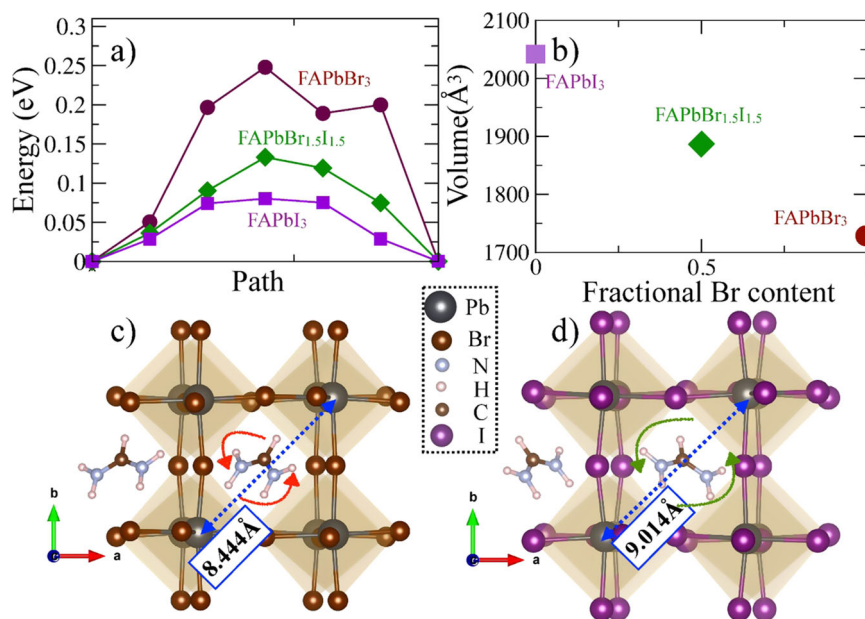 a)
Energy (eV)
0.3
0.25
0.2
0.15
0.1
0.05
0
FAPbBr₃
FAPbBr₁.₅I₁.₅
FAPbI₃
Path
b)
Volume(Å³)
2100
2000
1900
1800
1700
FAPbI₃
FAPbBr₁.₅I₁.₅
FAPbBr₃
0
0.5
Fractional Br content
c)
8.444Å
b
a
Pb
Br
N
H
C
I
d)
9.014Å
b
a